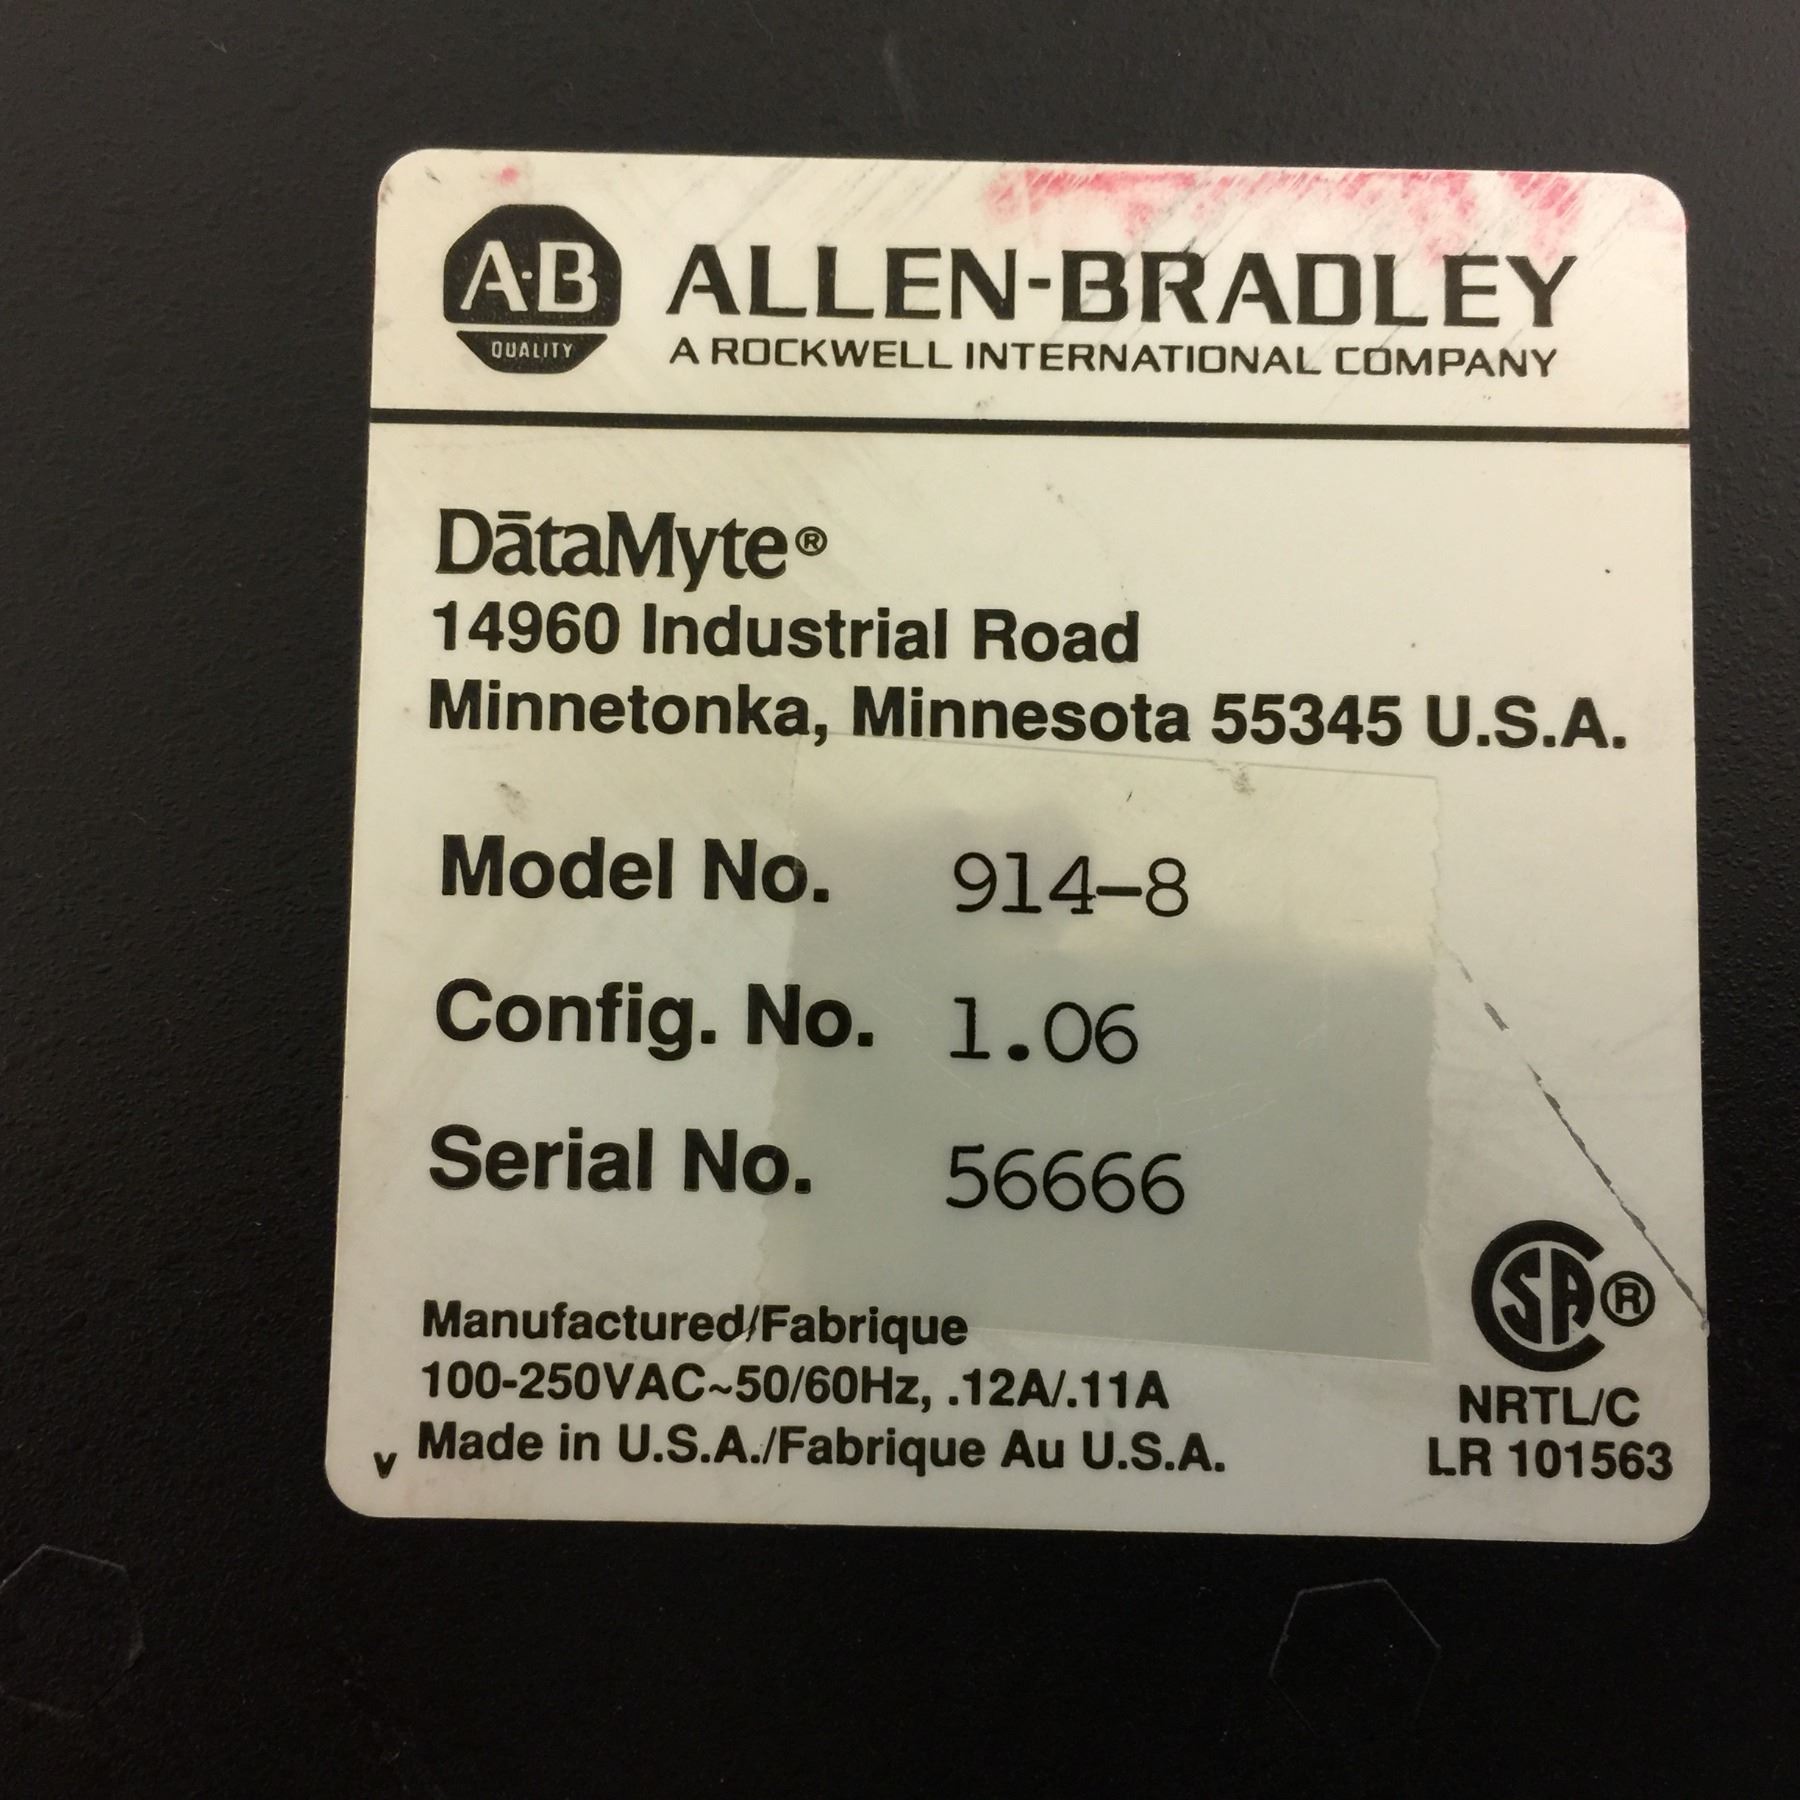 A-B ALLEN-BRADLEY
QUALITY A ROCKWELL INTERNATIONAL COMPANY
DātaMyte®
14960 Industrial Road
Minnetonka, Minnesota 55345 U.S.A.
Model No. 914-8
Config. No. 1.06
Serial No. 56666
Manufactured/Fabrique
100-250VAC~50/60Hz, .12A/.11A
v Made in U.S.A./Fabrique Au U.S.A.
CSA®
NRTL/C
LR 101563